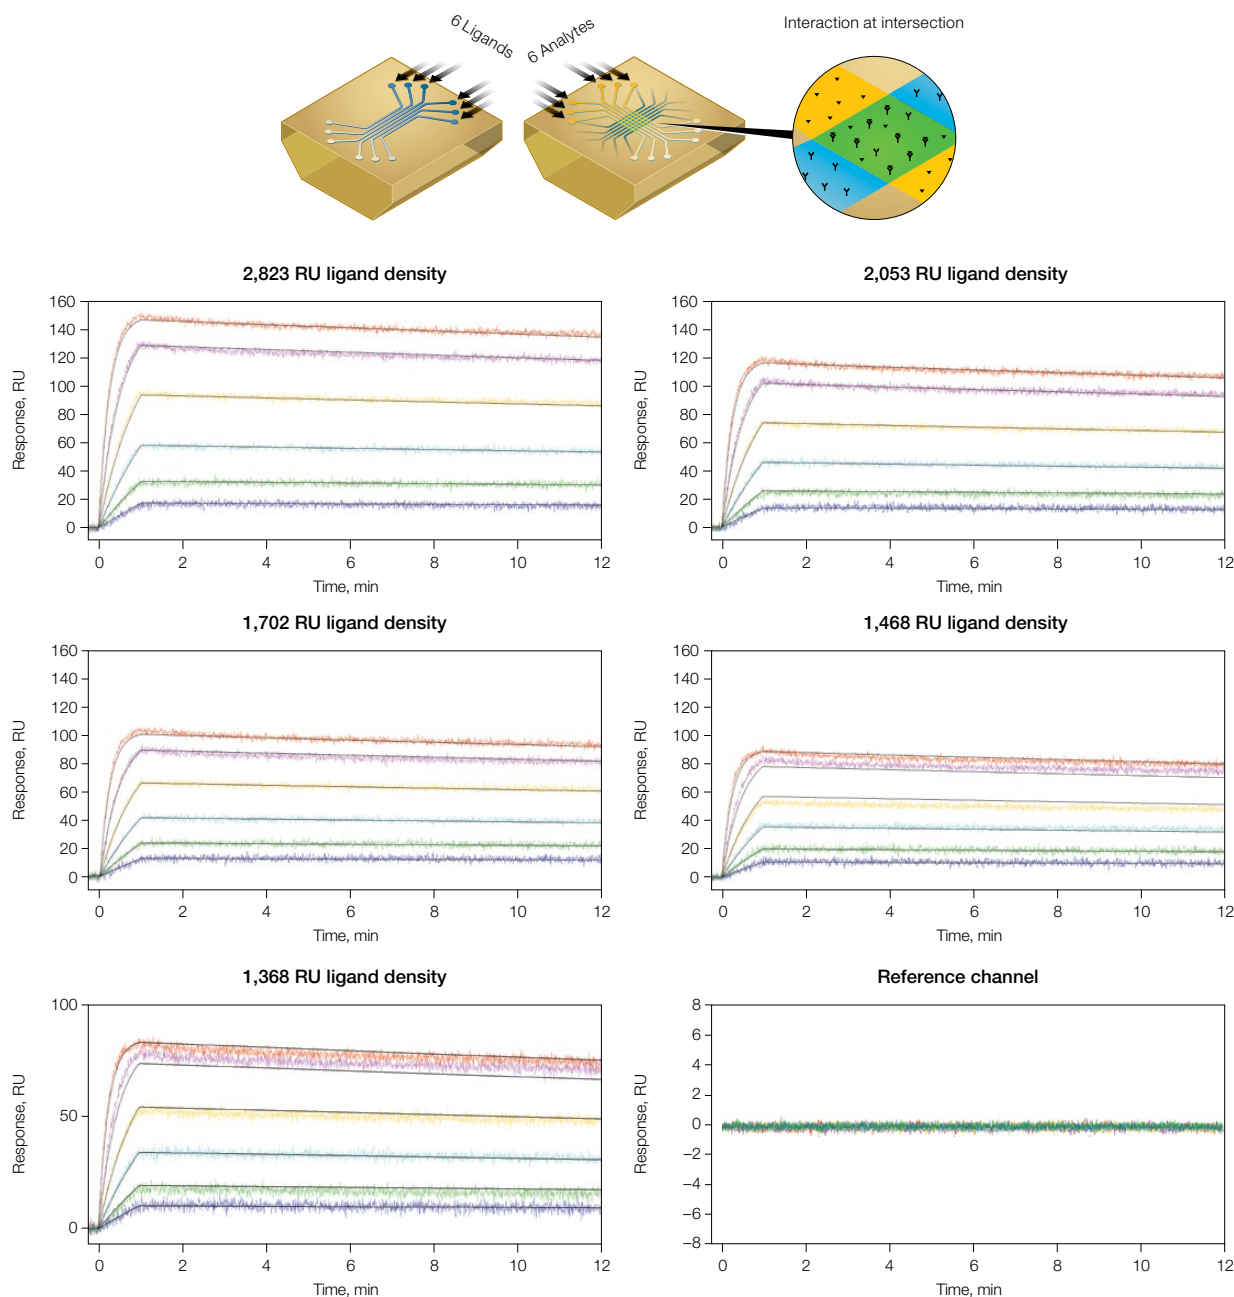 6 Ligands
6 Analytes
Interaction at intersection
2,823 RU ligand density
160
140
120
100
80
60
40
20
0
Response, RU
0 2 4 6 8 10 12
Time, min
2,053 RU ligand density
160
140
120
100
80
60
40
20
0
Response, RU
0 2 4 6 8 10 12
Time, min
1,702 RU ligand density
160
140
120
100
80
60
40
20
0
Response, RU
0 2 4 6 8 10 12
Time, min
1,468 RU ligand density
160
140
120
100
80
60
40
20
0
Response, RU
0 2 4 6 8 10 12
Time, min
1,368 RU ligand density
100
50
0
Response, RU
0 2 4 6 8 10 12
Time, min
Reference channel
8
6
4
2
0
−2
−4
−6
−8
Response, RU
0 2 4 6 8 10 12
Time, min